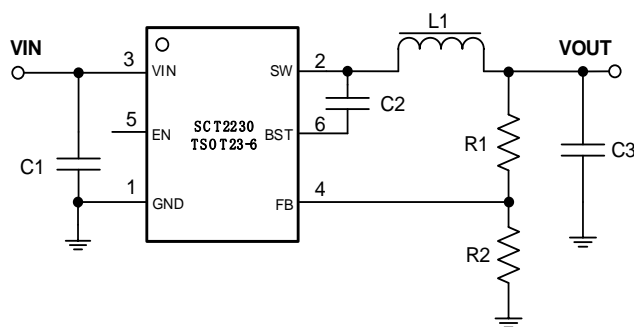 L1
VIN
VOUT
3
VIN
SW
2
C2
SCT2230
TSOT23-6
5
EN
BST
6
R1
C1
C3
1
GND
FB
4
R2